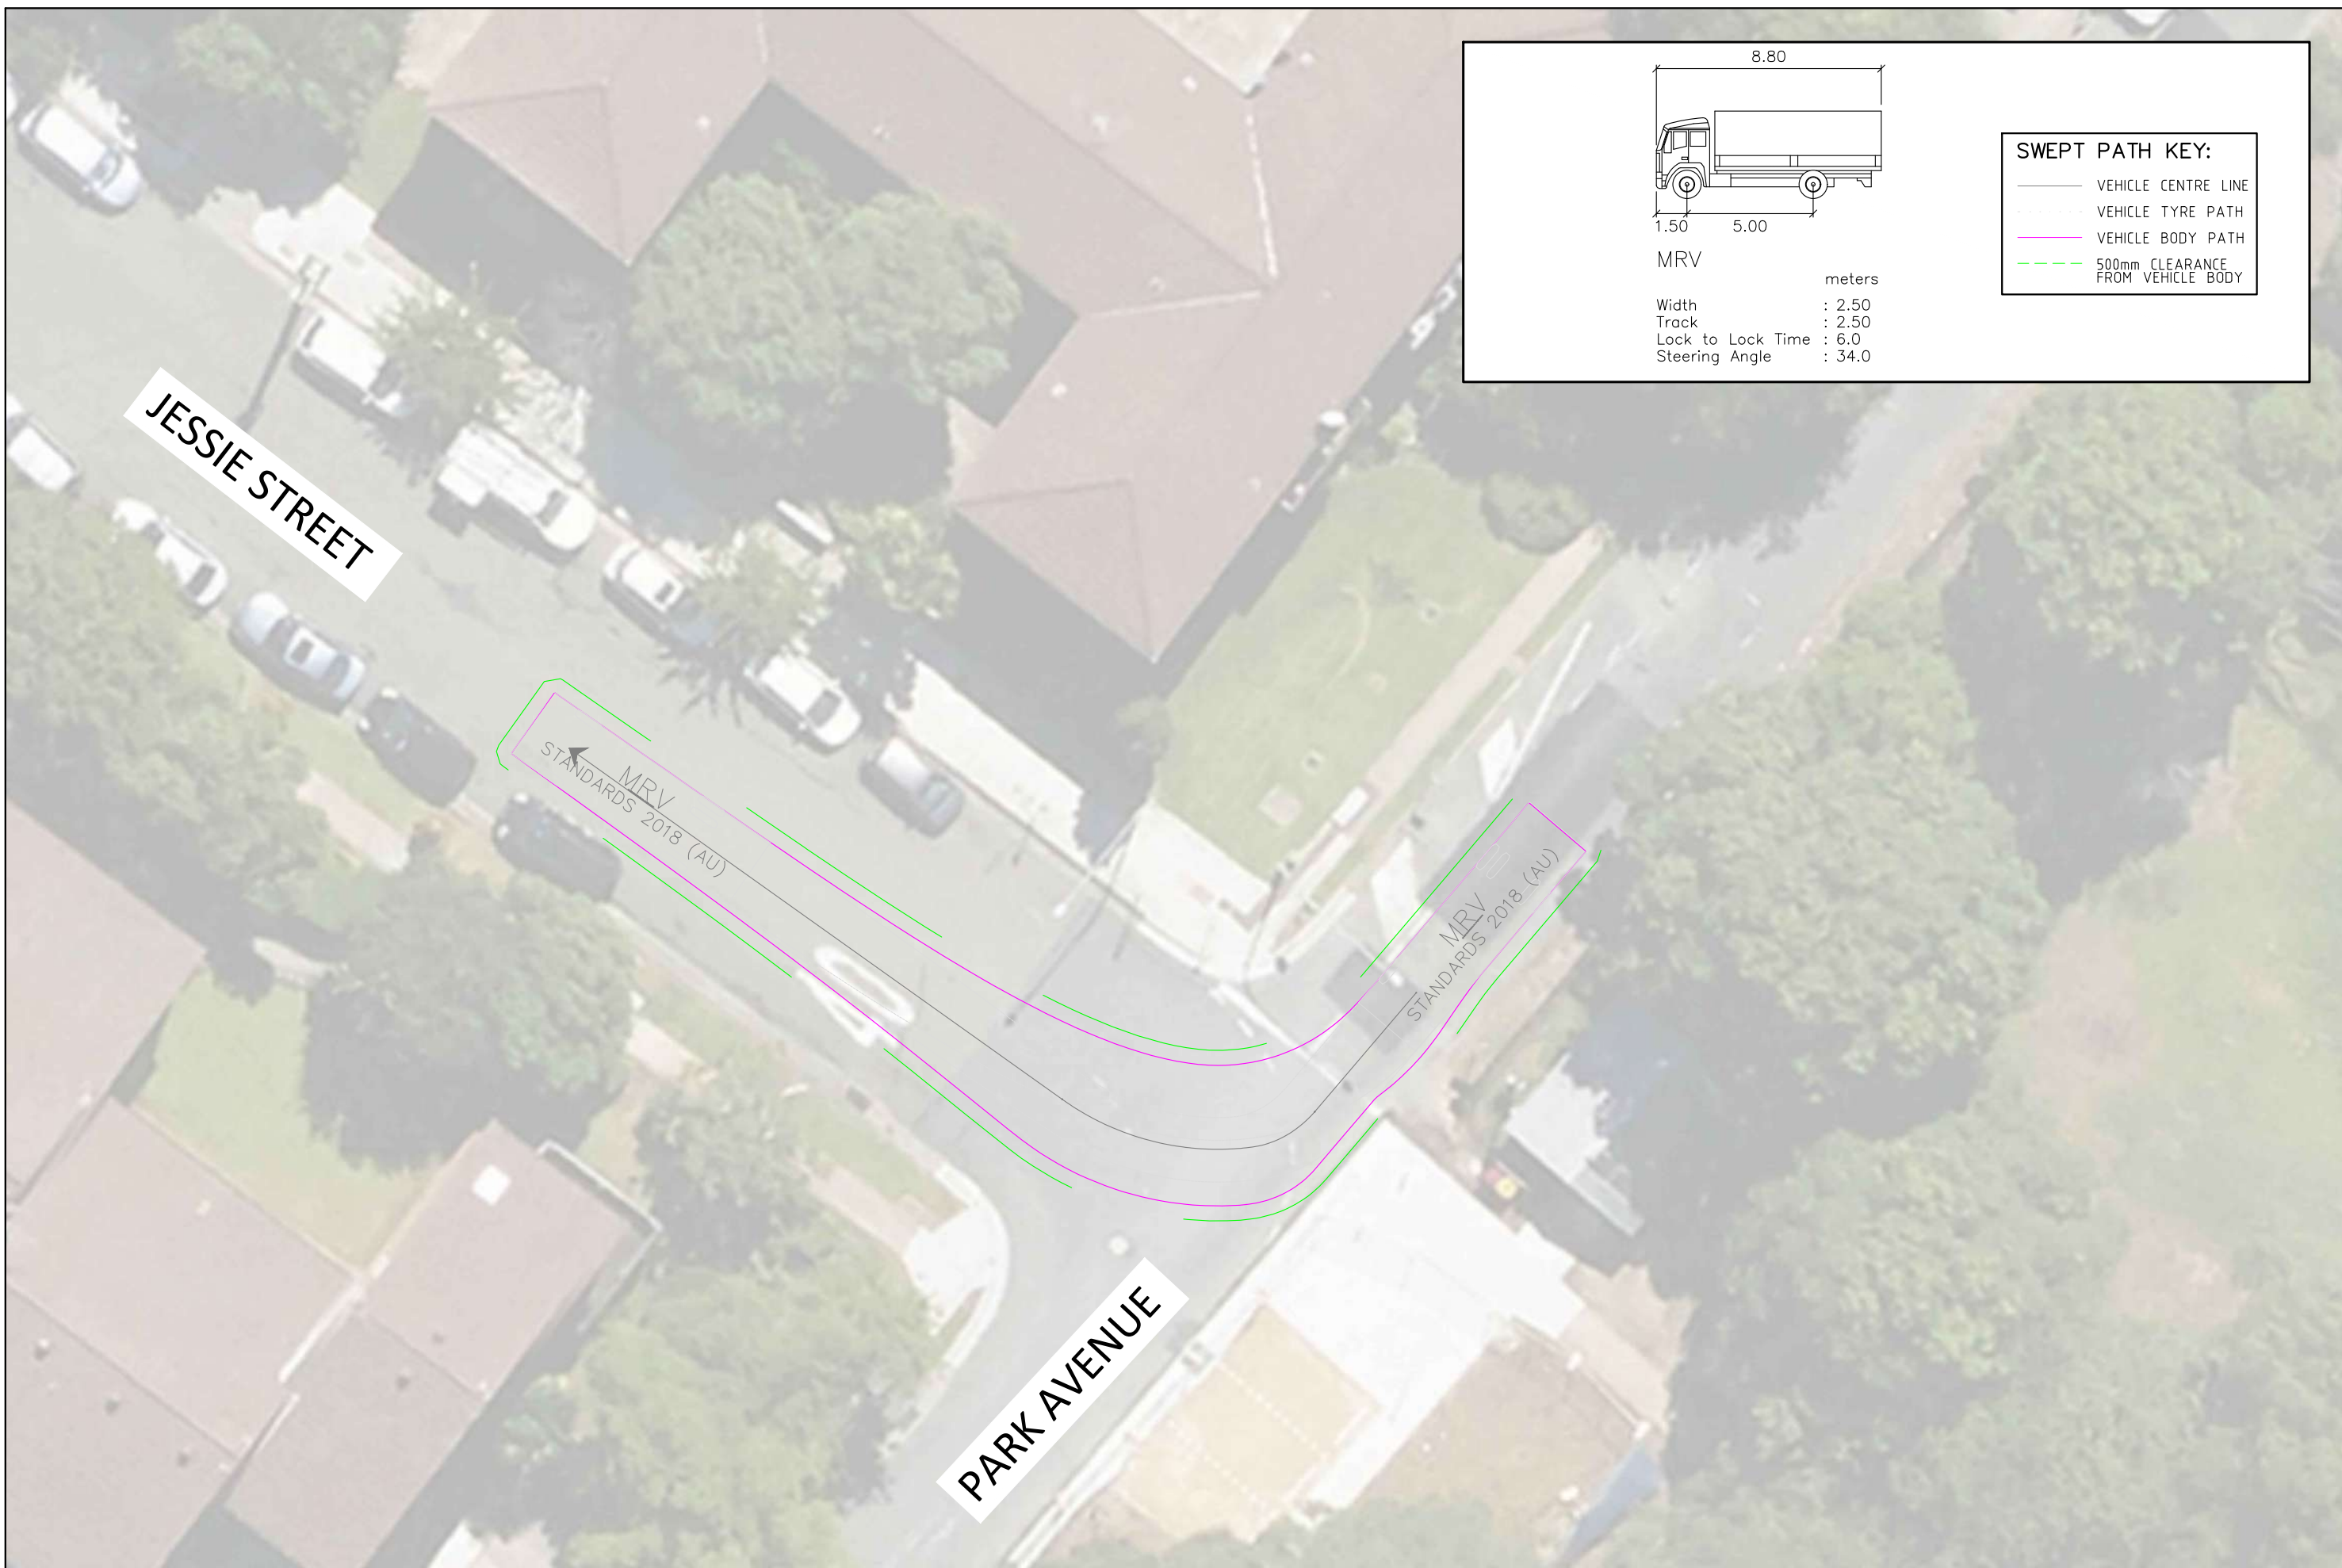 8.80
1.50 5.00
MRV
meters
Width : 2.50
Track : 2.50
Lock to Lock Time : 6.0
Steering Angle : 34.0
SWEPT PATH KEY:
VEHICLE CENTRE LINE
VEHICLE TYRE PATH
VEHICLE BODY PATH
500mm CLEARANCE
FROM VEHICLE BODY
JESSIE STREET
MRV
STANDARDS 2018 (AU)
MRV
STANDARDS 2018 (AU)
40
PARK AVENUE